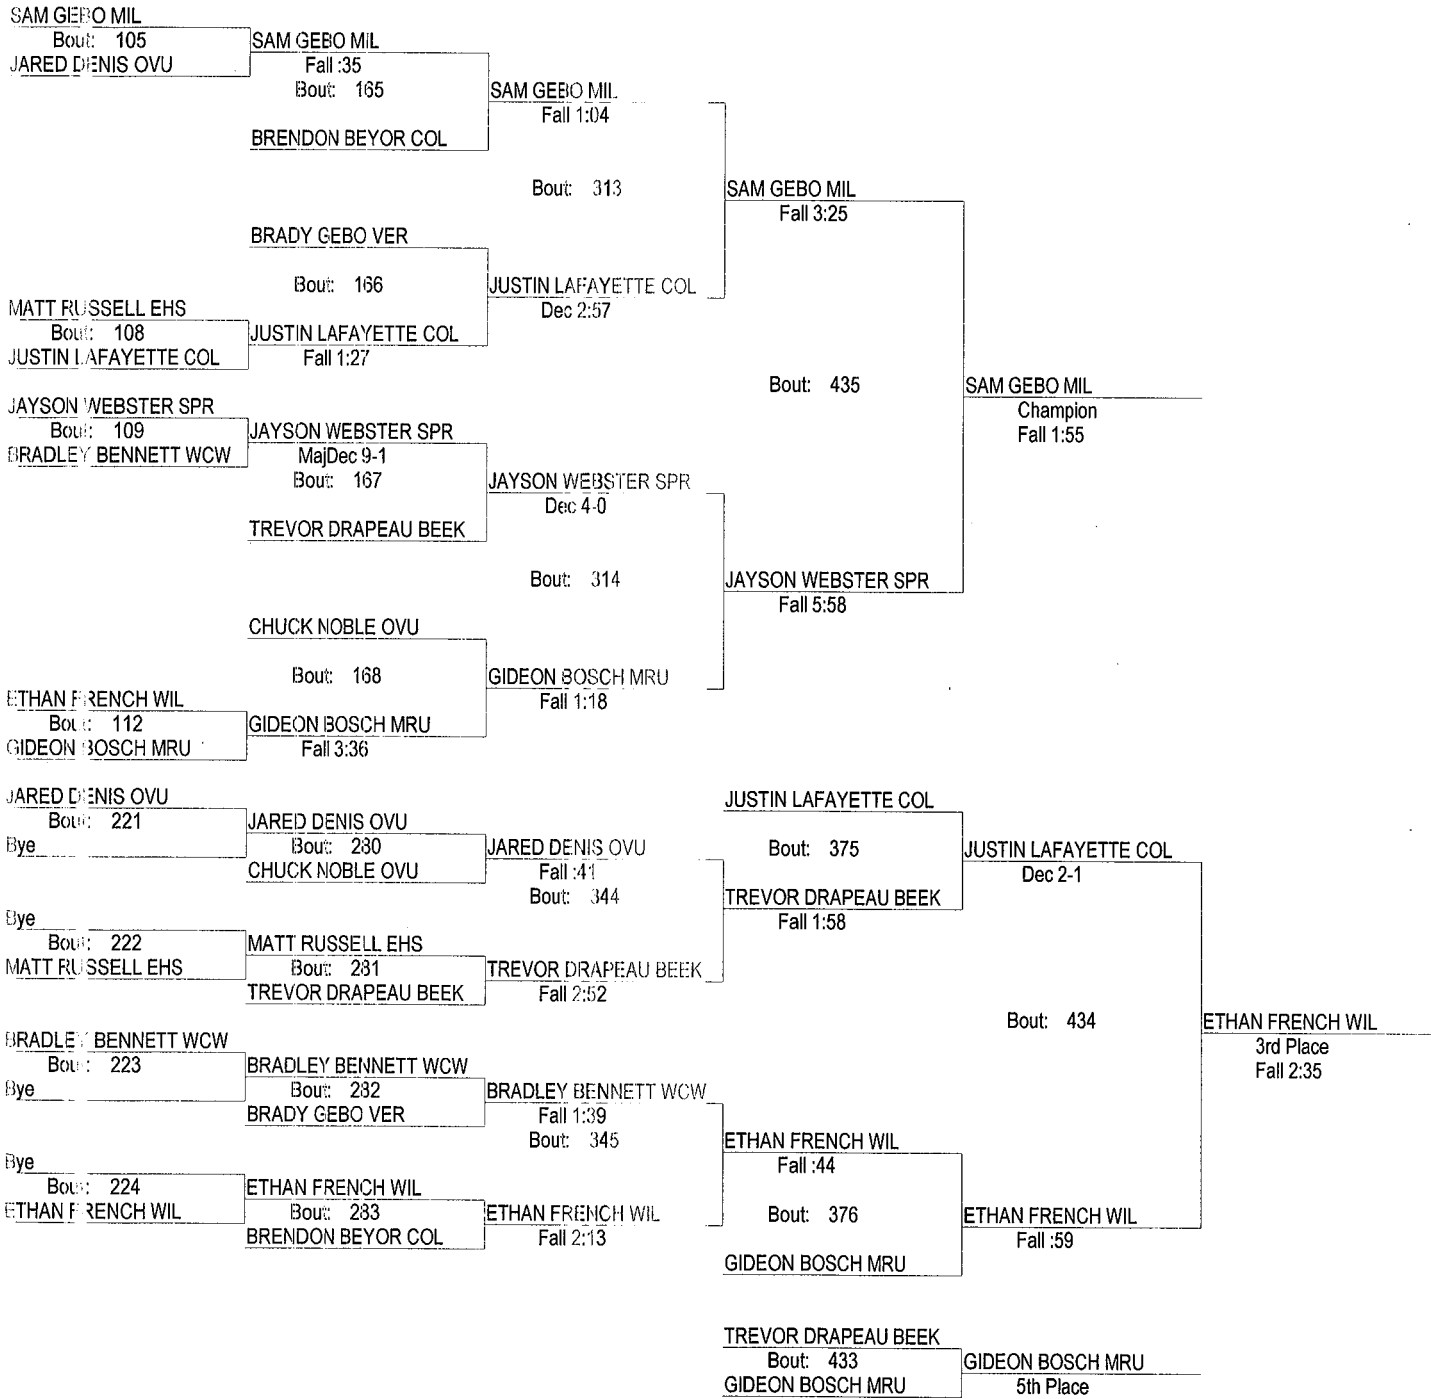 SAM GEBO MIL
Bout: 105
JARED DENIS OVU
SAM GEBO MIL
Fall :35
Bout: 165
BRENDON BEYOR COL
SAM GEBO MIL
Fall 1:04
Bout: 313
BRADY GEBO VER
Bout: 166
MATT RUSSELL EHS
Bout: 108
JUSTIN LAFAYETTE COL
JUSTIN LAFAYETTE COL
Fall 1:27
JUSTIN LAFAYETTE COL
Dec 2:57
SAM GEBO MIL
Fall 3:25
Bout: 435
SAM GEBO MIL
Champion
Fall 1:55
JAYSON WEBSTER SPR
Bout: 109
BRADLEY BENNETT WCW
JAYSON WEBSTER SPR
MajDec 9-1
Bout: 167
TREVOR DRAPEAU BEEK
JAYSON WEBSTER SPR
Dec 4-0
Bout: 314
JAYSON WEBSTER SPR
Fall 5:58
CHUCK NOBLE OVU
Bout: 168
ETHAN FRENCH WIL
Bout: 112
GIDEON BOSCH MRU
GIDEON BOSCH MRU
Fall 3:36
GIDEON BOSCH MRU
Fall 1:18
JARED DENIS OVU
Bout: 221
Bye
JARED DENIS OVU
Bout: 280
CHUCK NOBLE OVU
JARED DENIS OVU
Fall :41
Bout: 344
Bye
Bout: 222
MATT RUSSELL EHS
MATT RUSSELL EHS
Bout: 281
TREVOR DRAPEAU BEEK
TREVOR DRAPEAU BEEK
Fall 2:52
JUSTIN LAFAYETTE COL
Bout: 375
TREVOR DRAPEAU BEEK
Fall 1:58
JUSTIN LAFAYETTE COL
Dec 2-1
Bout: 434
ETHAN FRENCH WIL
3rd Place
Fall 2:35
BRADLEY BENNETT WCW
Bout: 223
Bye
BRADLEY BENNETT WCW
Bout: 282
BRADY GEBO VER
BRADLEY BENNETT WCW
Fall 1:39
Bout: 345
Bye
Bout: 224
ETHAN FRENCH WIL
ETHAN FRENCH WIL
Bout: 283
BRENDON BEYOR COL
ETHAN FRENCH WIL
Fall 2:13
ETHAN FRENCH WIL
Fall :44
Bout: 376
GIDEON BOSCH MRU
ETHAN FRENCH WIL
Fall :59
TREVOR DRAPEAU BEEK
Bout: 433
GIDEON BOSCH MRU
GIDEON BOSCH MRU
5th Place